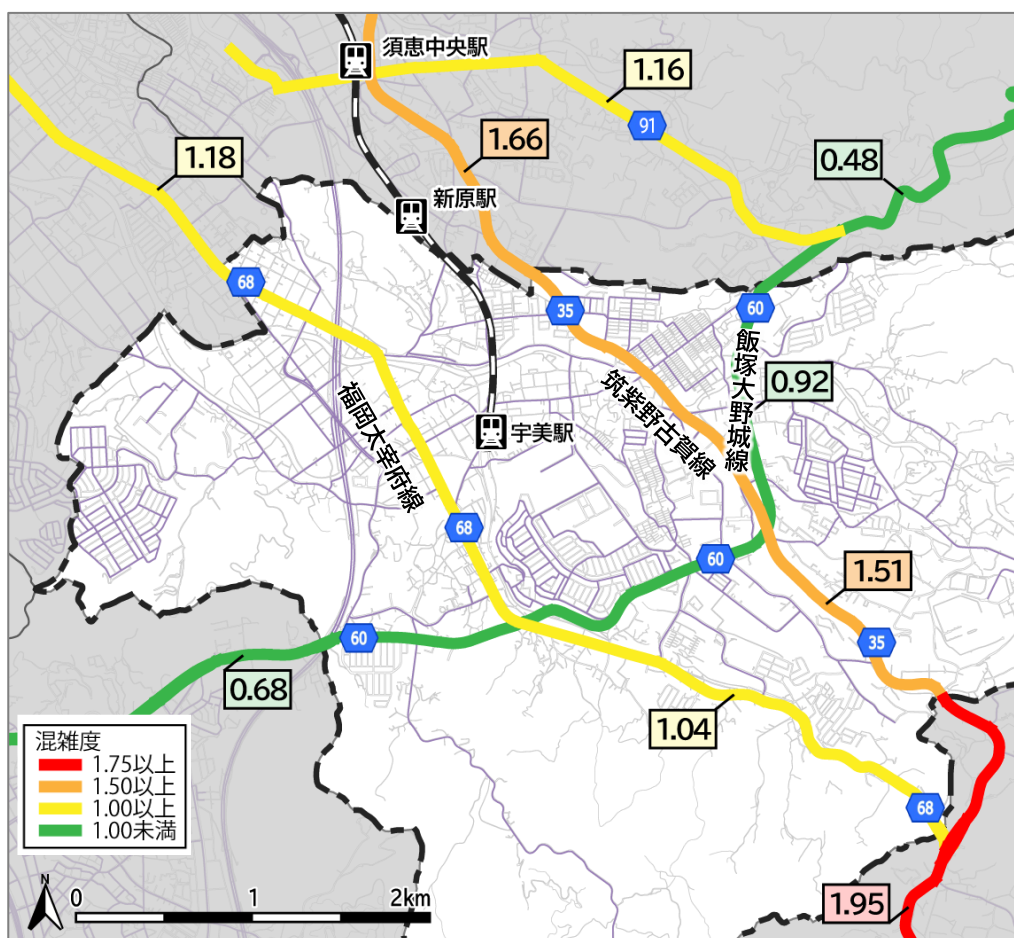 須恵中央駅
1.16
91
1.18
1.66
0.48
新原駅
68
35
60
飯塚大野城線
0.92
筑紫野古賀線
福岡太宰府線
宇美駅
68
60
1.51
60
35
0.68
1.04
68
1.95
混雑度
1.75以上
1.50以上
1.00以上
1.00未満
N
0 1 2km